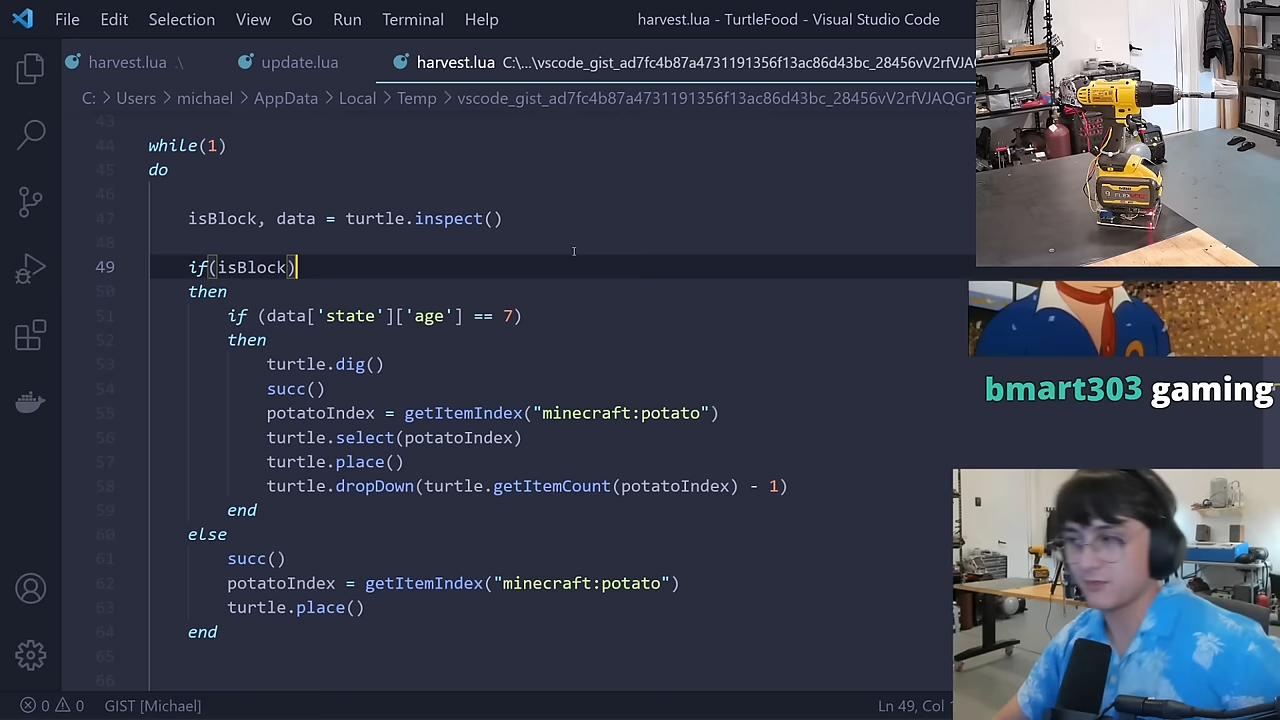 File Edit Selection View Go Run Terminal Help harvest.lua - TurtleFood - Visual Studio Code
harvest.lua .\ update.lua harvest.lua C:\...\vscode_gist_ad7fc4b87a4731191356f13ac86d43bc_28456vV2rfVJAQ
C: > Users > michael > AppData > Local > Temp > vscode_gist_ad7fc4b87a4731191356f13ac86d43bc_28456vV2rfVJAQGr
43
44 while(1)
45 do
46
47 isBlock, data = turtle.inspect()
48
49 if(isBlock)
50 then
51 if (data['state']['age'] == 7)
52 then
53 turtle.dig()
54 succ()
55 potatoIndex = getItemIndex("minecraft:potato")
56 turtle.select(potatoIndex)
57 turtle.place()
58 turtle.dropDown(turtle.getItemCount(potatoIndex) - 1)
59 end
60 else
61 succ()
62 potatoIndex = getItemIndex("minecraft:potato")
63 turtle.place()
64 end
65
66
0 0 GIST [Michael] Ln 49, Col
bmart303 gaming